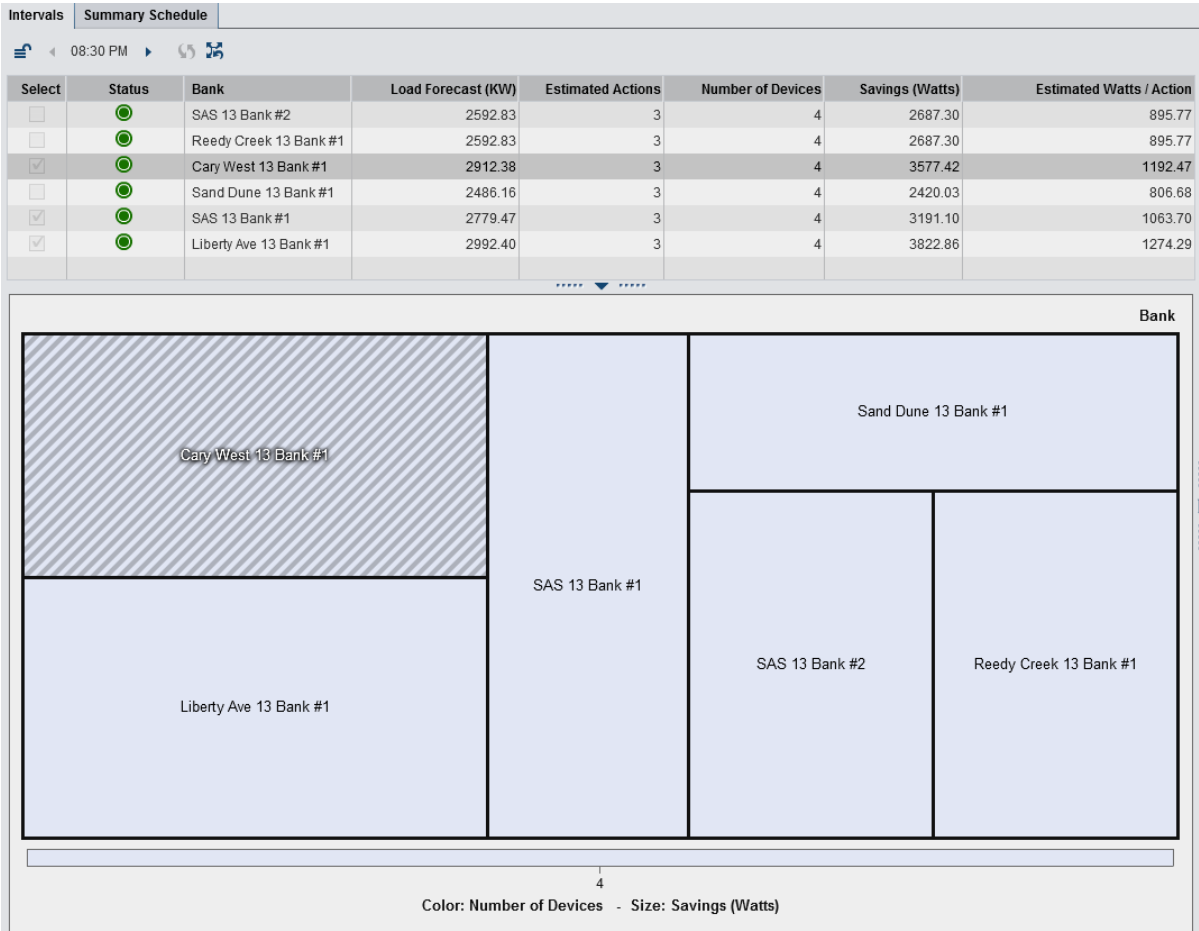 Intervals Summary Schedule
08:30 PM
Select Status Bank Load Forecast (KW) Estimated Actions Number of Devices Savings (Watts) Estimated Watts / Action
SAS 13 Bank #2 2592.83 3 4 2687.30 895.77
Reedy Creek 13 Bank #1 2592.83 3 4 2687.30 895.77
Cary West 13 Bank #1 2912.38 3 4 3577.42 1192.47
Sand Dune 13 Bank #1 2486.16 3 4 2420.03 806.68
SAS 13 Bank #1 2779.47 3 4 3191.10 1063.70
Liberty Ave 13 Bank #1 2992.40 3 4 3822.86 1274.29
Bank
Sand Dune 13 Bank #1
Cary West 13 Bank #1
SAS 13 Bank #1
SAS 13 Bank #2 Reedy Creek 13 Bank #1
Liberty Ave 13 Bank #1
4
Color: Number of Devices - Size: Savings (Watts)